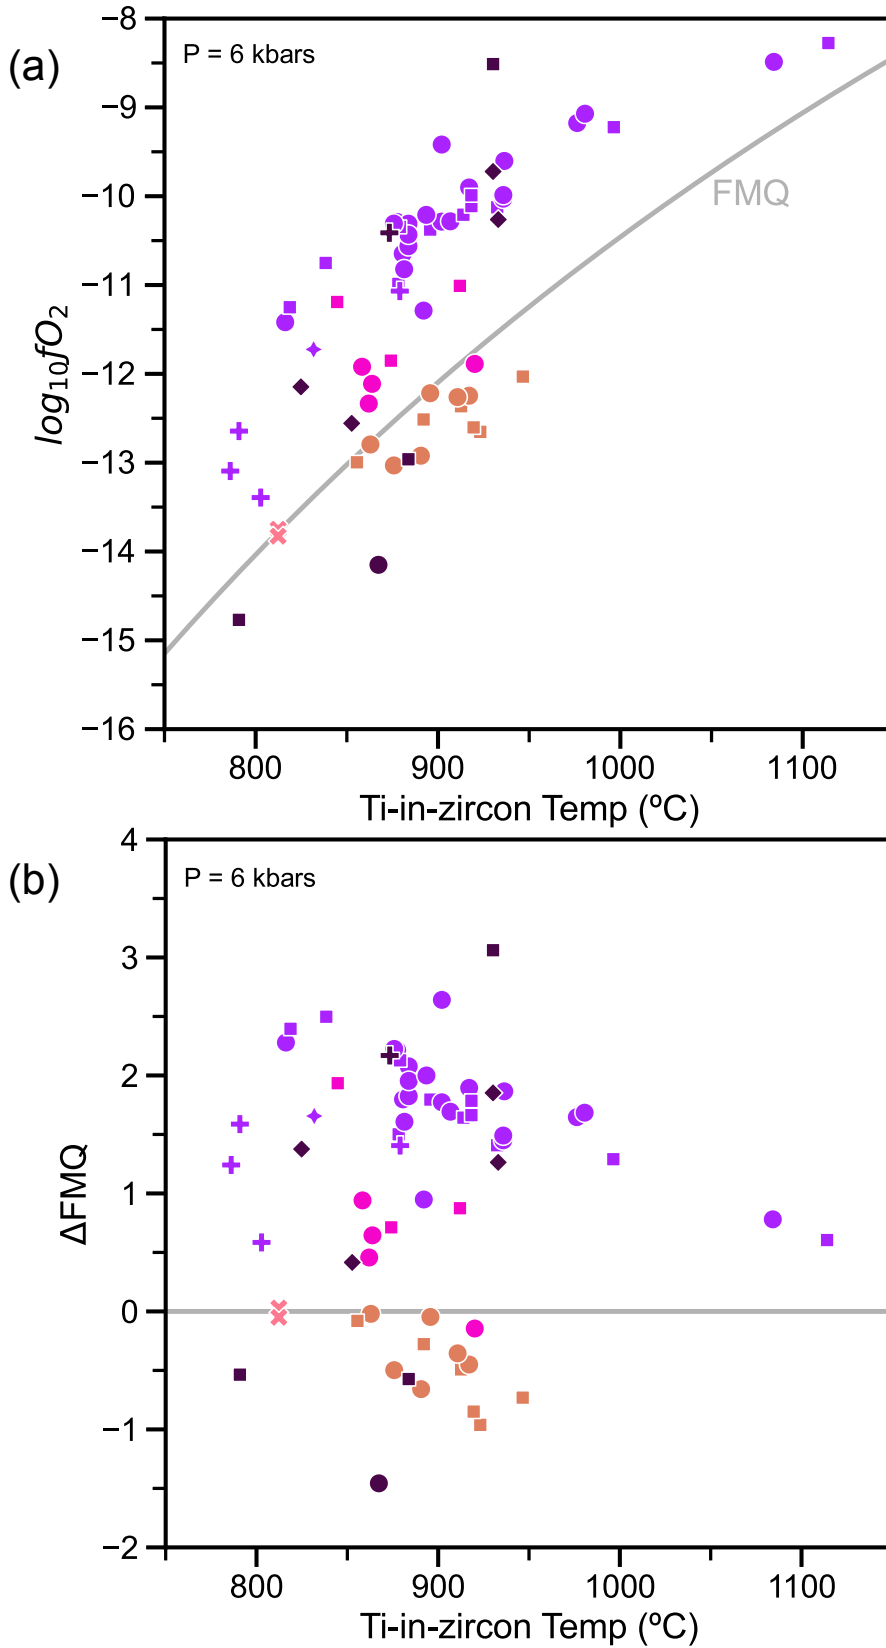 (a)
P = 6 kbars
log₁₀fO₂
−8
−9
−10
−11
−12
−13
−14
−15
−16
FMQ
800
900
1000
1100
Ti-in-zircon Temp (ºC)
(b)
P = 6 kbars
ΔFMQ
4
3
2
1
0
−1
−2
800
900
1000
1100
Ti-in-zircon Temp (ºC)